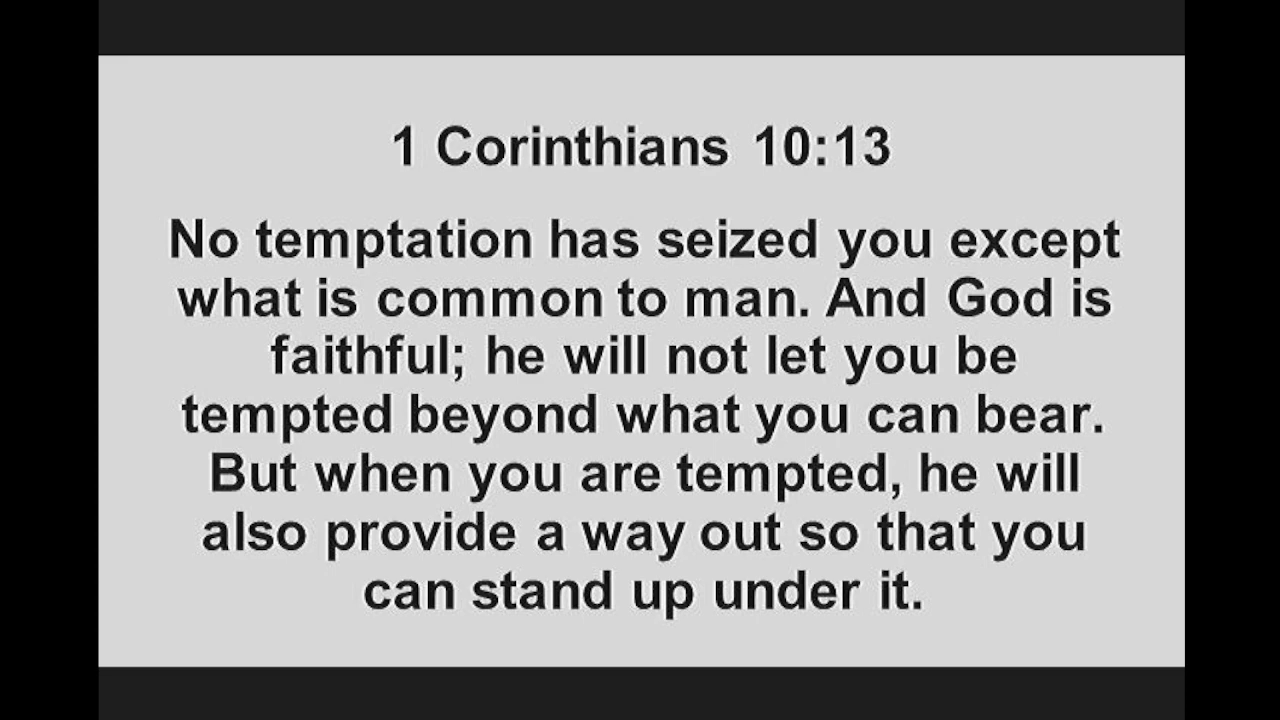 1 Corinthians 10:13
No temptation has seized you except
what is common to man. And God is
faithful; he will not let you be
tempted beyond what you can bear.
But when you are tempted, he will
also provide a way out so that you
can stand up under it.